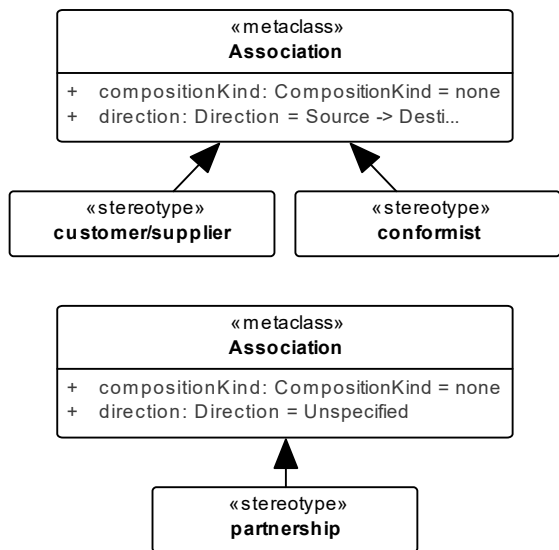 «metaclass»
Association
+ compositionKind: CompositionKind = none
+ direction: Direction = Source -> Desti...
«stereotype»
customer/supplier
«stereotype»
conformist
«metaclass»
Association
+ compositionKind: CompositionKind = none
+ direction: Direction = Unspecified
«stereotype»
partnership